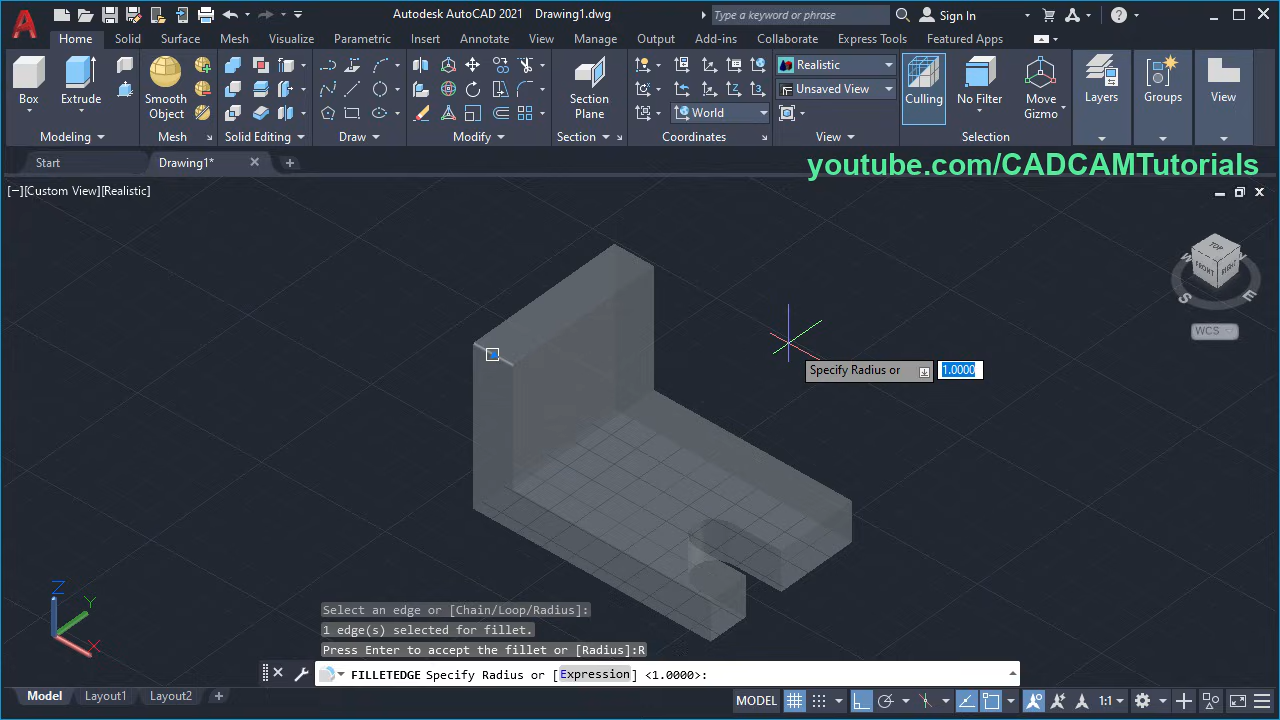 Autodesk AutoCAD 2021 Drawing1.dwg
Type a keyword or phrase
Sign In
Home Solid Surface Mesh Visualize Parametric Insert Annotate View Manage Output Add-ins Collaborate Express Tools Featured Apps
Box
Extrude
Smooth
Object
Section
Plane
World
Realistic
Unsaved View
Culling
No Filter
Move
Gizmo
Layers
Groups
View
Modeling
Mesh
Solid Editing
Draw
Modify
Section
Coordinates
View
Selection
Start
Drawing1*
youtube.com/CADCAMTutorials
[−][Custom View][Realistic]
TOP
FRONT
RIGHT
W
S
E
WCS
Specify Radius or
1.0000
Z
Y
X
Select an edge or [Chain/Loop/Radius]:
1 edge(s) selected for fillet.
Press Enter to accept the fillet or [Radius]:R
FILLETEDGE Specify Radius or [Expression] <1.0000>:
Model Layout1 Layout2
MODEL
1:1